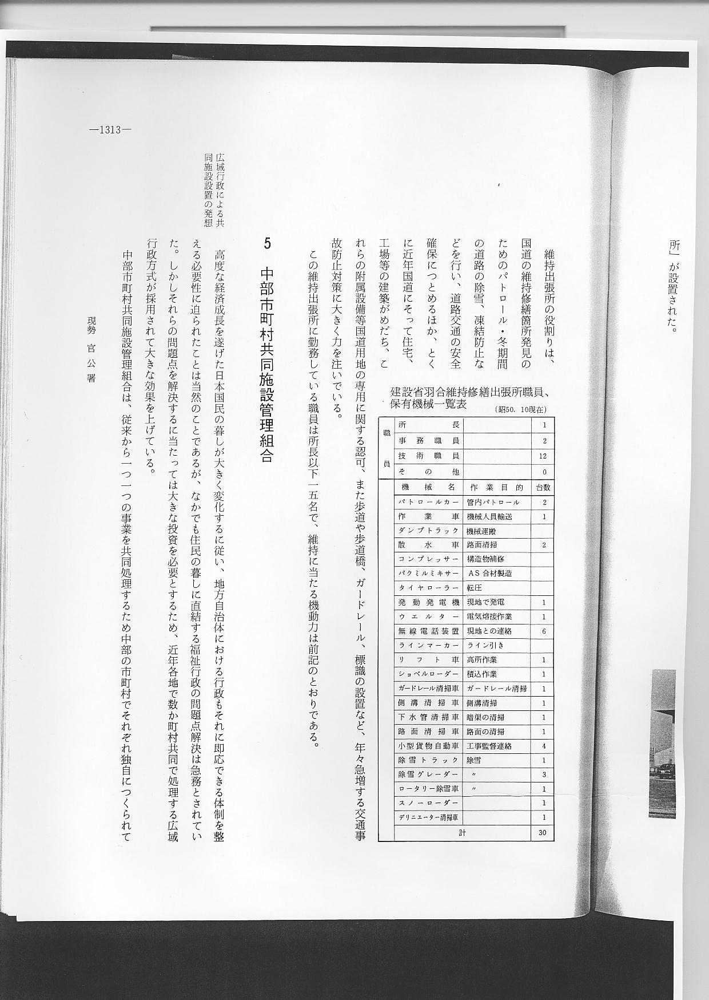 所」が設置された。
維持出張所の役割りは、
国道の維持修繕箇所発見の
ためのパトロール・冬期間
の道路の除雪、凍結防止な
どを行い、道路交通の安全
確保につとめるほか、とく
に近年国道にそって住宅、
工場等の建築がめだち、こ
れらの附属設備等国道用地の専用に関する認可、また歩道や歩道橋、ガードレール、標識の設置など、年々急増する交通事
故防止対策に大きく力を注いでいる。
この維持出張所に勤務している職員は所長以下一五名で、維持に当たる機動力は前記のとおりである。
建設省羽合維持修繕出張所職員、
保有機械一覧表
（昭50．10現在）
職員
所長 1
事務職員 2
技術職員 12
その他 0
機械名 作業目的 台数
パトロールカー 管内パトロール 2
作業車 機械人員輸送 1
ダンプトラック 機械運搬
散水車 路面清掃 2
コンプレッサー 構造物補修
パクミルミキサー AS合材製造
タイヤローラー 転圧
発動発電機 現地で発電 1
ウエルター 電気熔接作業 1
無線電話装置 現地との連絡 6
ラインマーカー ライン引き
リフト車 高所作業 1
ショベルローダー 積込作業 1
ガードレール清掃車 ガードレール清掃 1
側溝清掃車 側溝清掃 1
下水管清掃車 暗渠の清掃 1
路面清掃車 路面の清掃 1
小型貨物自動車 工事監督連絡 4
除雪トラック 除雪 1
除雪グレーダー 〃 3
ロータリー除雪車 〃 1
スノーローダー 1
デリニエーター清掃車 1
計 30
5 中部市町村共同施設管理組合
広域行政による共
同施設設置の発想
高度な経済成長を遂げた日本国民の暮しが大きく変化するに従い、地方自治体における行政もそれに即応できる体制を整
える必要性に迫られたことは当然のことであるが、なかでも住民の暮しに直結する福祉行政の問題点解決は急務とされてい
た。しかしそれらの問題点を解決するに当たっては大きな投資を必要とするため、近年各地で数か町村共同で処理する広域
行政方式が採用されて大きな効果を上げている。
中部市町村共同施設管理組合は、従来から一つ一つの事業を共同処理するため中部の市町村でそれぞれ独自につくられて
現勢 官公署
—1313—